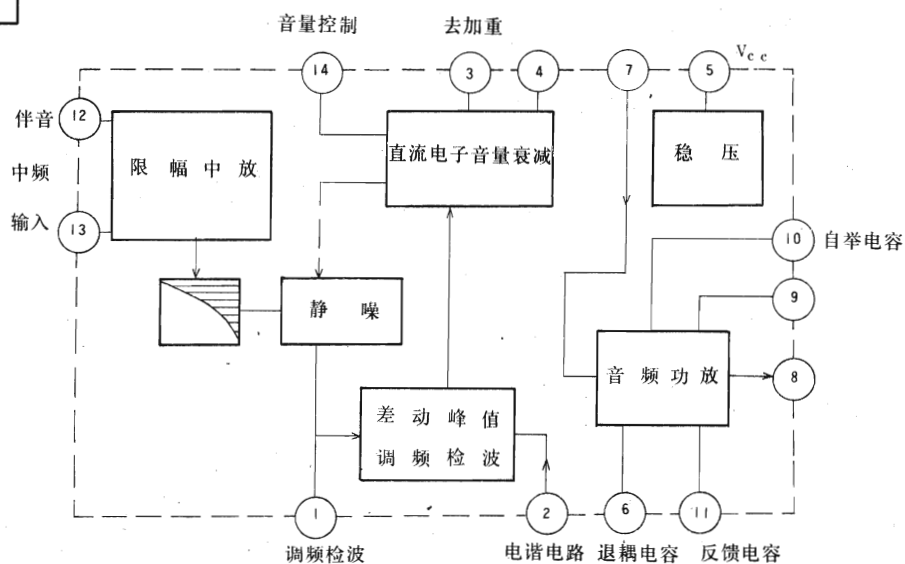 音量控制
去加重
14
3
4
7
5
Vcc
伴音
12
中频
输入
13
限幅中放
直流电子音量衰减
稳压
10
自举电容
9
静噪
音频功放
8
差动峰值
调频检波
1
2
6
11
调频检波
电谐电路
退耦电容
反馈电容